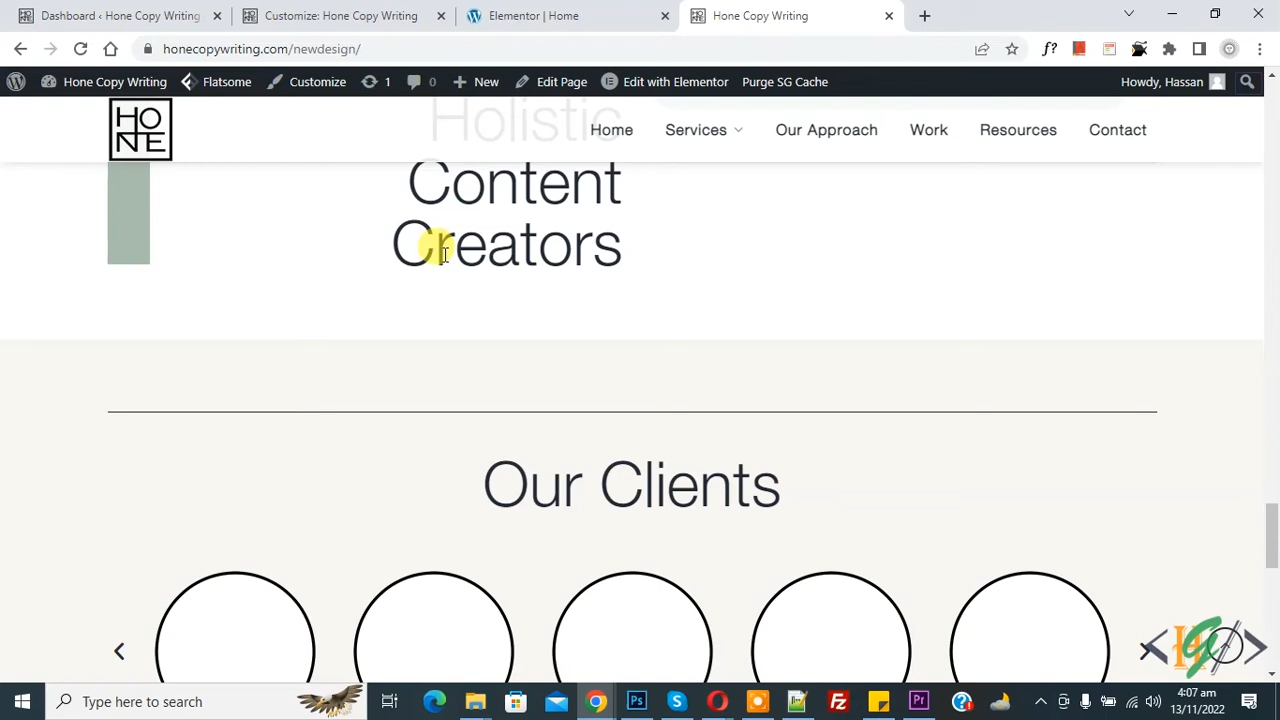 Dashboard ‹ Hone Copy Writing
Customize: Hone Copy Writing
Elementor | Home
Hone Copy Writing
honecopywriting.com/newdesign/
f?
Hone Copy Writing
Flatsome
Customize
1
0
New
Edit Page
Edit with Elementor
Purge SG Cache
Howdy, Hassan
HO
NE
Home
Services
Our Approach
Work
Resources
Contact
Holistic
Content
Creators
Our Clients
Type here to search
Ps
S
Fz
Pr
4:07 am
13/11/2022